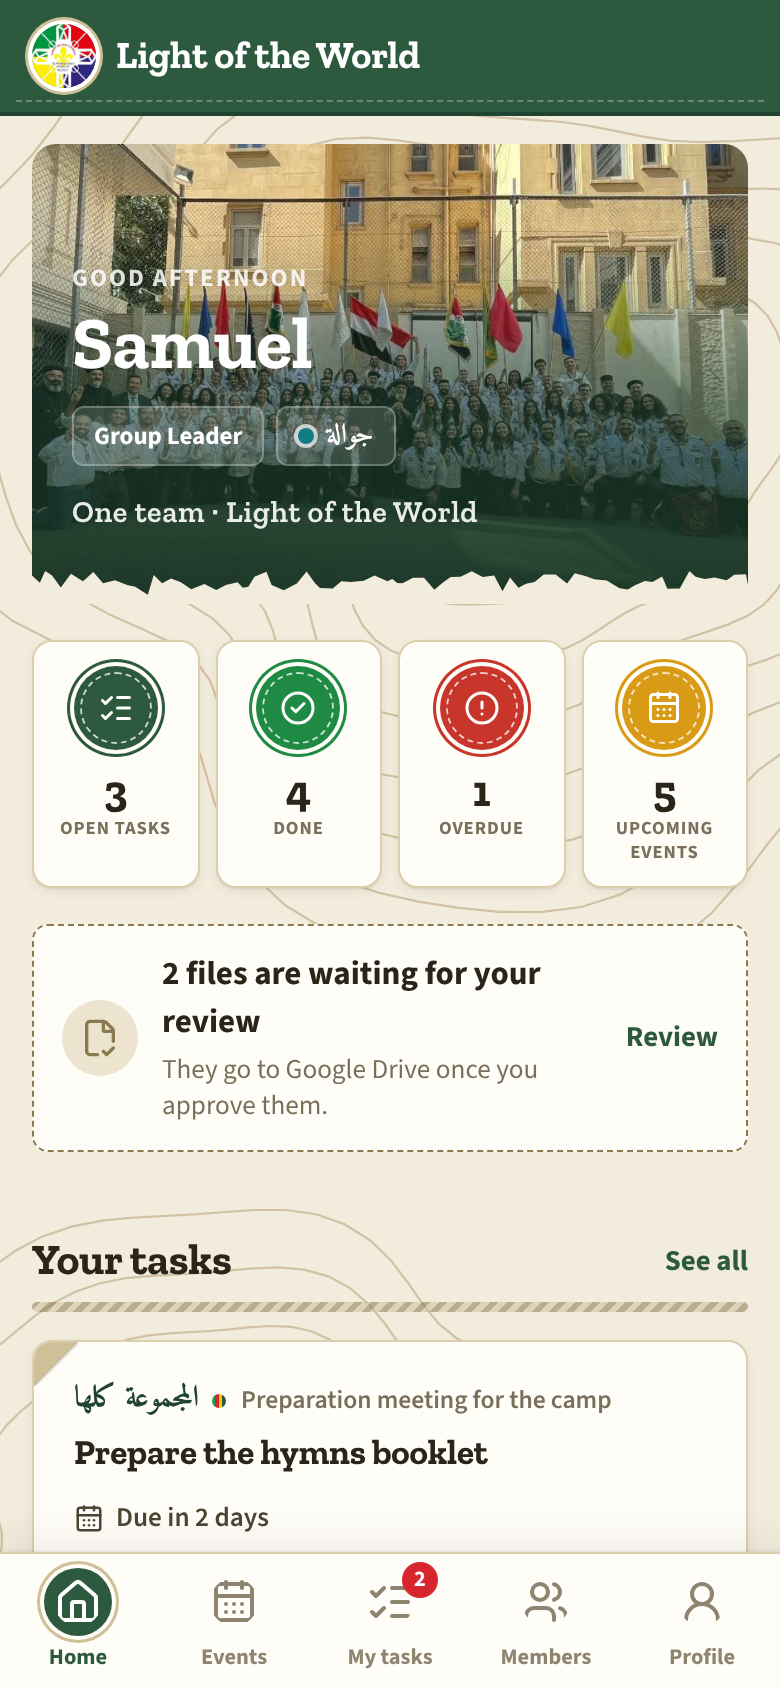 Light of the World
GOOD AFTERNOON
Samuel
Group Leader
جوالة
One team · Light of the World
3
OPEN TASKS
4
DONE
1
OVERDUE
5
UPCOMING
EVENTS
2 files are waiting for your
review
They go to Google Drive once you
approve them.
Review
Your tasks
See all
المجموعة كلها
Preparation meeting for the camp
Prepare the hymns booklet
Due in 2 days
2
Home
Events
My tasks
Members
Profile